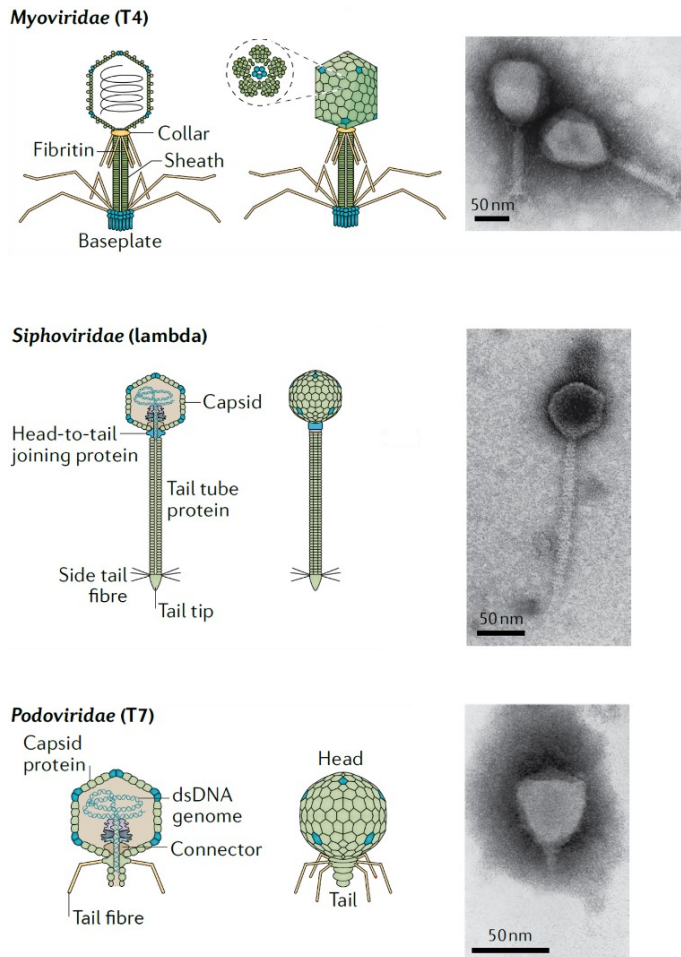 Myoviridae (T4)
Collar
Fibritin
Sheath
Baseplate
50 nm
Siphoviridae (lambda)
Capsid
Head-to-tail
joining protein
Tail tube
protein
Side tail
fibre
Tail tip
50 nm
Podoviridae (T7)
Capsid
protein
dsDNA
genome
Connector
Tail fibre
Head
Tail
50 nm